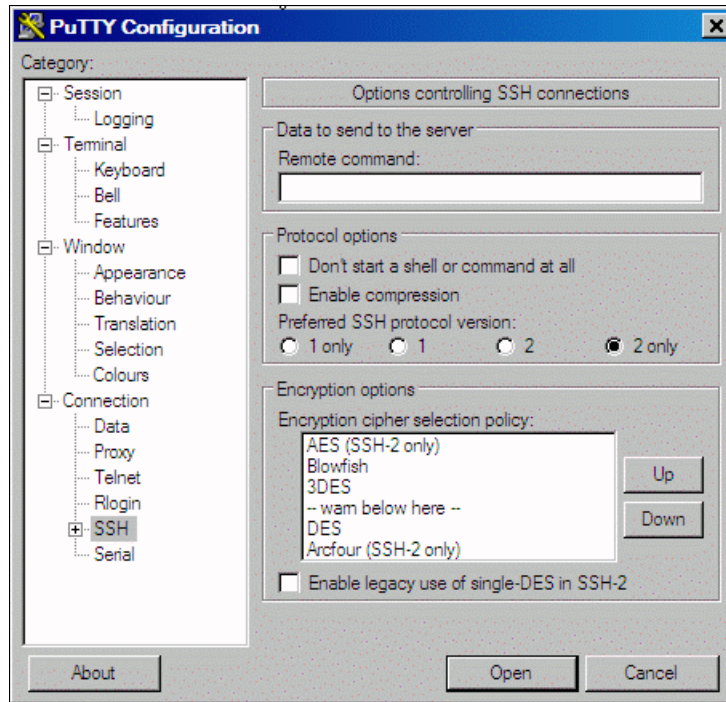 PuTTY Configuration
Category:
Session
Logging
Terminal
Keyboard
Bell
Features
Window
Appearance
Behaviour
Translation
Selection
Colours
Connection
Data
Proxy
Telnet
Rlogin
SSH
Serial
Options controlling SSH connections
Data to send to the server
Remote command:
Protocol options
Don't start a shell or command at all
Enable compression
Preferred SSH protocol version:
1 only 1 2 2 only
Encryption options
Encryption cipher selection policy:
AES (SSH-2 only)
Blowfish
3DES
-- warn below here --
DES
Arcfour (SSH-2 only)
Up
Down
Enable legacy use of single-DES in SSH-2
About Open Cancel